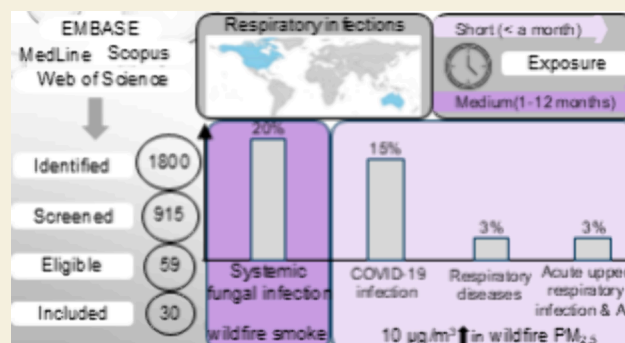 EMBASE
MedLine Scopus
Web of Science
Identified 1800
Screened 915
Eligible 59
Included 30
Respiratory infections
Short (< a month)
Exposure
Medium(1-12 months)
20%
15%
3%
3%
Systemic
fungal infection
COVID-19
infection
Respiratory
diseases
Acute upper
respiratory
infection & A
wildfire smoke
10 µg/m³ in wildfire PM2.5